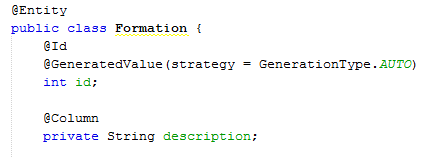 @Entity
public class Formation {
@Id
@GeneratedValue(strategy = GenerationType.AUTO)
int id;
@Column
private String description;